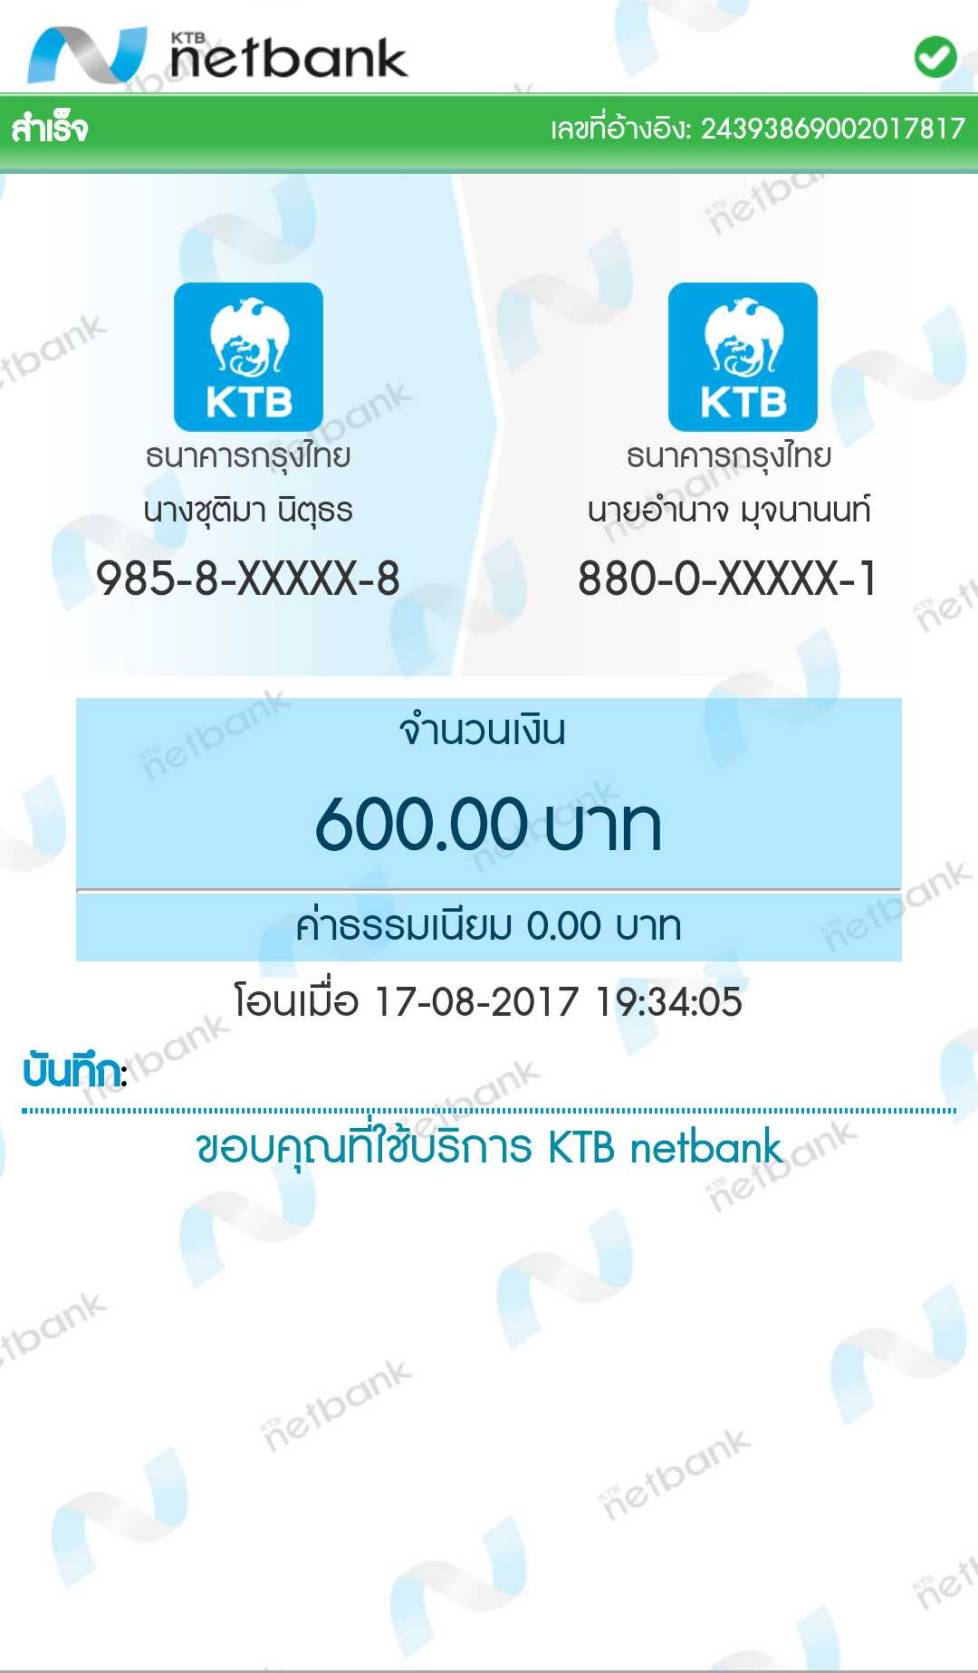 KTB netbank
สำเร็จ
เลขที่อ้างอิง: 24393869002017817
KTB
KTB
ธนาคารกรุงไทย
ธนาคารกรุงไทย
นางชุติมา นิตุธร
นายอำนาจ มุจนานนท์
985-8-XXXXX-8
880-0-XXXXX-1
จำนวนเงิน
600.00 บาท
ค่าธรรมเนียม 0.00 บาท
โอนเมื่อ 17-08-2017 19:34:05
บันทึก:
ขอบคุณที่ใช้บริการ KTB netbank